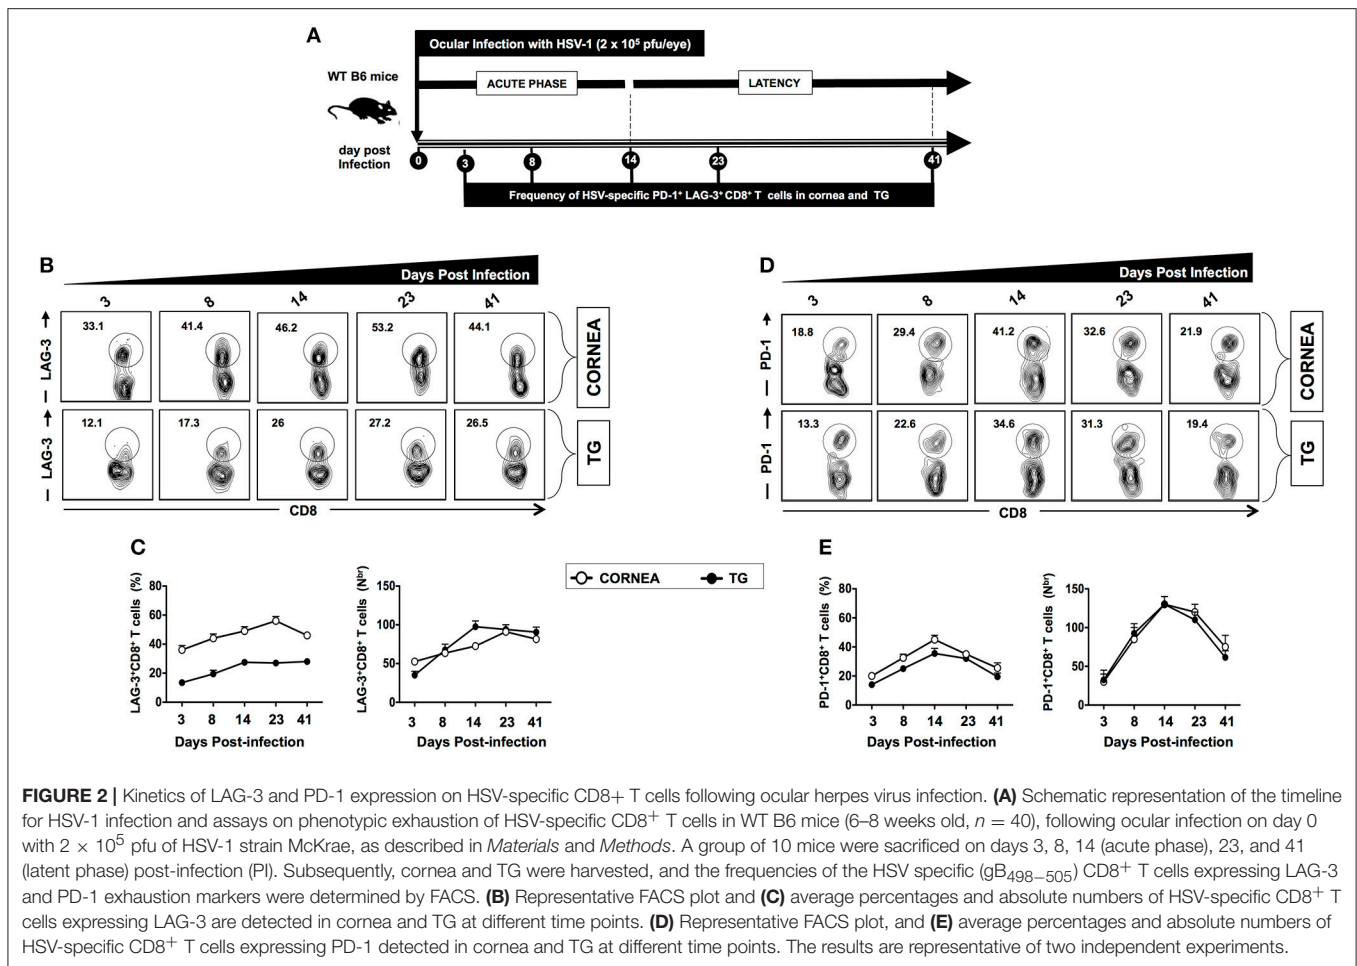 A
Ocular Infection with HSV-1 (2 x 10⁵ pfu/eye)
WT B6 mice
ACUTE PHASE
LATENCY
day post
Infection
0
3
8
14
23
41
Frequency of HSV-specific PD-1⁺ LAG-3⁺CD8⁺ T cells in cornea and TG
B
Days Post Infection
3
8
14
23
41
LAG-3
33.1
41.4
46.2
53.2
44.1
CORNEA
LAG-3
12.1
17.3
26
27.2
26.5
TG
CD8
D
Days Post Infection
3
8
14
23
41
PD-1
18.8
29.4
41.2
32.6
21.9
CORNEA
PD-1
13.3
22.6
34.6
31.3
19.4
TG
CD8
C
LAG-3⁺CD8⁺ T cells (%)
80
60
40
20
0
3 8 14 23 41
Days Post-infection
LAG-3⁺CD8⁺ T cells (Nbr)
150
100
50
0
3 8 14 23 41
Days Post-infection
CORNEA TG
E
PD-1⁺CD8⁺ T cells (%)
80
60
40
20
0
3 8 14 23 41
Days Post-infection
PD-1⁺CD8⁺ T cells (Nbr)
150
100
50
0
3 8 14 23 41
Days Post-infection
FIGURE 2 | Kinetics of LAG-3 and PD-1 expression on HSV-specific CD8+ T cells following ocular herpes virus infection. (A) Schematic representation of the timeline
for HSV-1 infection and assays on phenotypic exhaustion of HSV-specific CD8⁺ T cells in WT B6 mice (6–8 weeks old, n = 40), following ocular infection on day 0
with 2 × 10⁵ pfu of HSV-1 strain McKrae, as described in Materials and Methods. A group of 10 mice were sacrificed on days 3, 8, 14 (acute phase), 23, and 41
(latent phase) post-infection (PI). Subsequently, cornea and TG were harvested, and the frequencies of the HSV specific (gB₄₉₈₋₅₀₅) CD8⁺ T cells expressing LAG-3
and PD-1 exhaustion markers were determined by FACS. (B) Representative FACS plot and (C) average percentages and absolute numbers of HSV-specific CD8⁺ T
cells expressing LAG-3 are detected in cornea and TG at different time points. (D) Representative FACS plot, and (E) average percentages and absolute numbers of
HSV-specific CD8⁺ T cells expressing PD-1 detected in cornea and TG at different time points. The results are representative of two independent experiments.